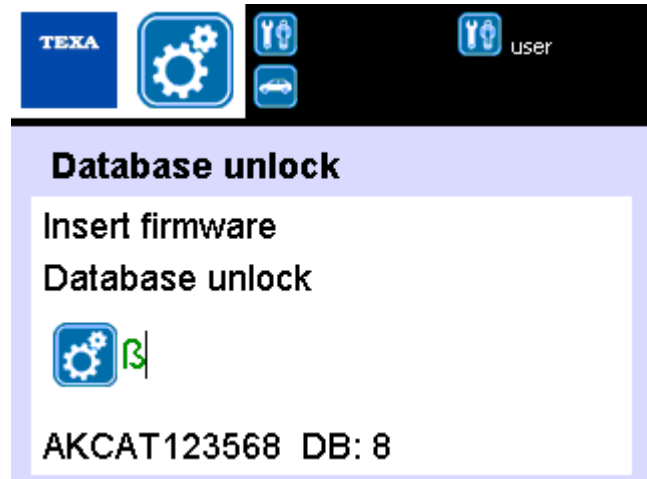 TEXA
user
Database unlock
Insert firmware
Database unlock
ß
AKCAT123568 DB: 8